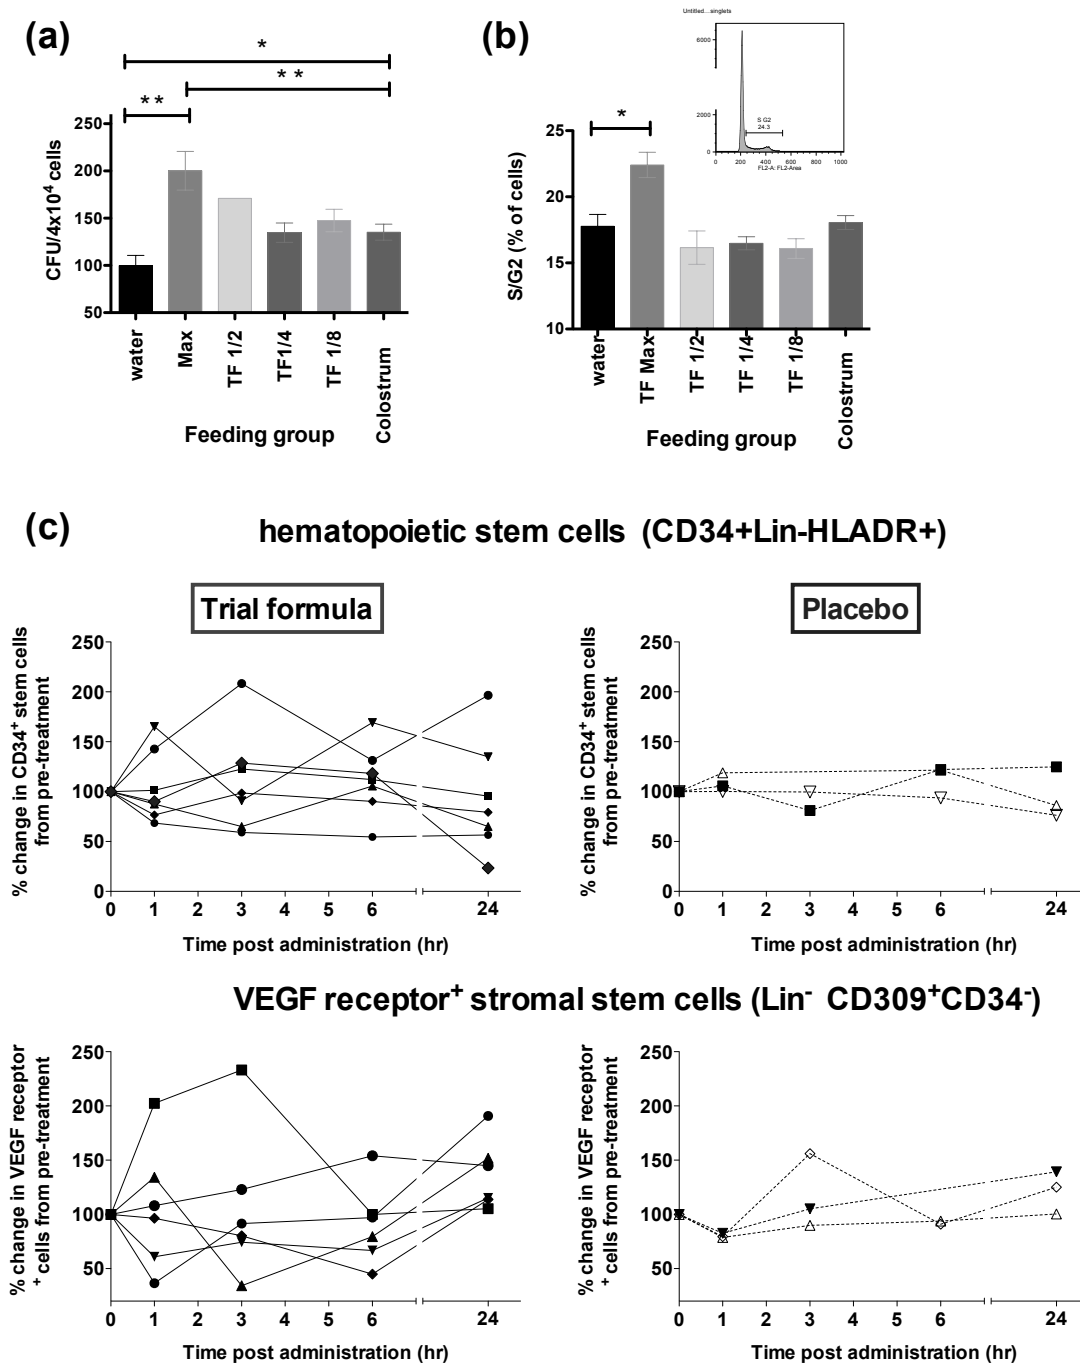 (a)
*
* *
* *
250
200
150
100
50
CFU/4x10⁴ cells
water
Max
TF 1/2
TF1/4
TF 1/8
Colostrum
Feeding group
(b)
Untitled...singlets
6000
2000
0
S G2
24.3
0 200 400 600 800 1000
FL2-A: FL2-Area
*
25
20
15
10
S/G2 (% of cells)
water
TF Max
TF 1/2
TF 1/4
TF 1/8
Colostrum
Feeding group
(c)
hematopoietic stem cells (CD34+Lin-HLADR+)
Trial formula
% change in CD34⁺ stem cells
from pre-treatment
250
200
150
100
50
0
0 1 2 3 4 5 6 24
Time post administration (hr)
Placebo
% change in CD34⁺ stem cells
from pre-treatment
250
200
150
100
50
0
0 1 2 3 4 5 6 24
Time post administration (hr)
VEGF receptor⁺ stromal stem cells (Lin⁻ CD309⁺CD34⁻)
% change in VEGF receptor
⁺ cells from pre-treatment
250
200
150
100
50
0 1 2 3 4 5 6 24
Time post administration (hr)
% change in VEGF receptor
⁺ cells from pre-treatment
250
200
150
100
50
0 1 2 3 4 5 6 24
Time post administration (hr)